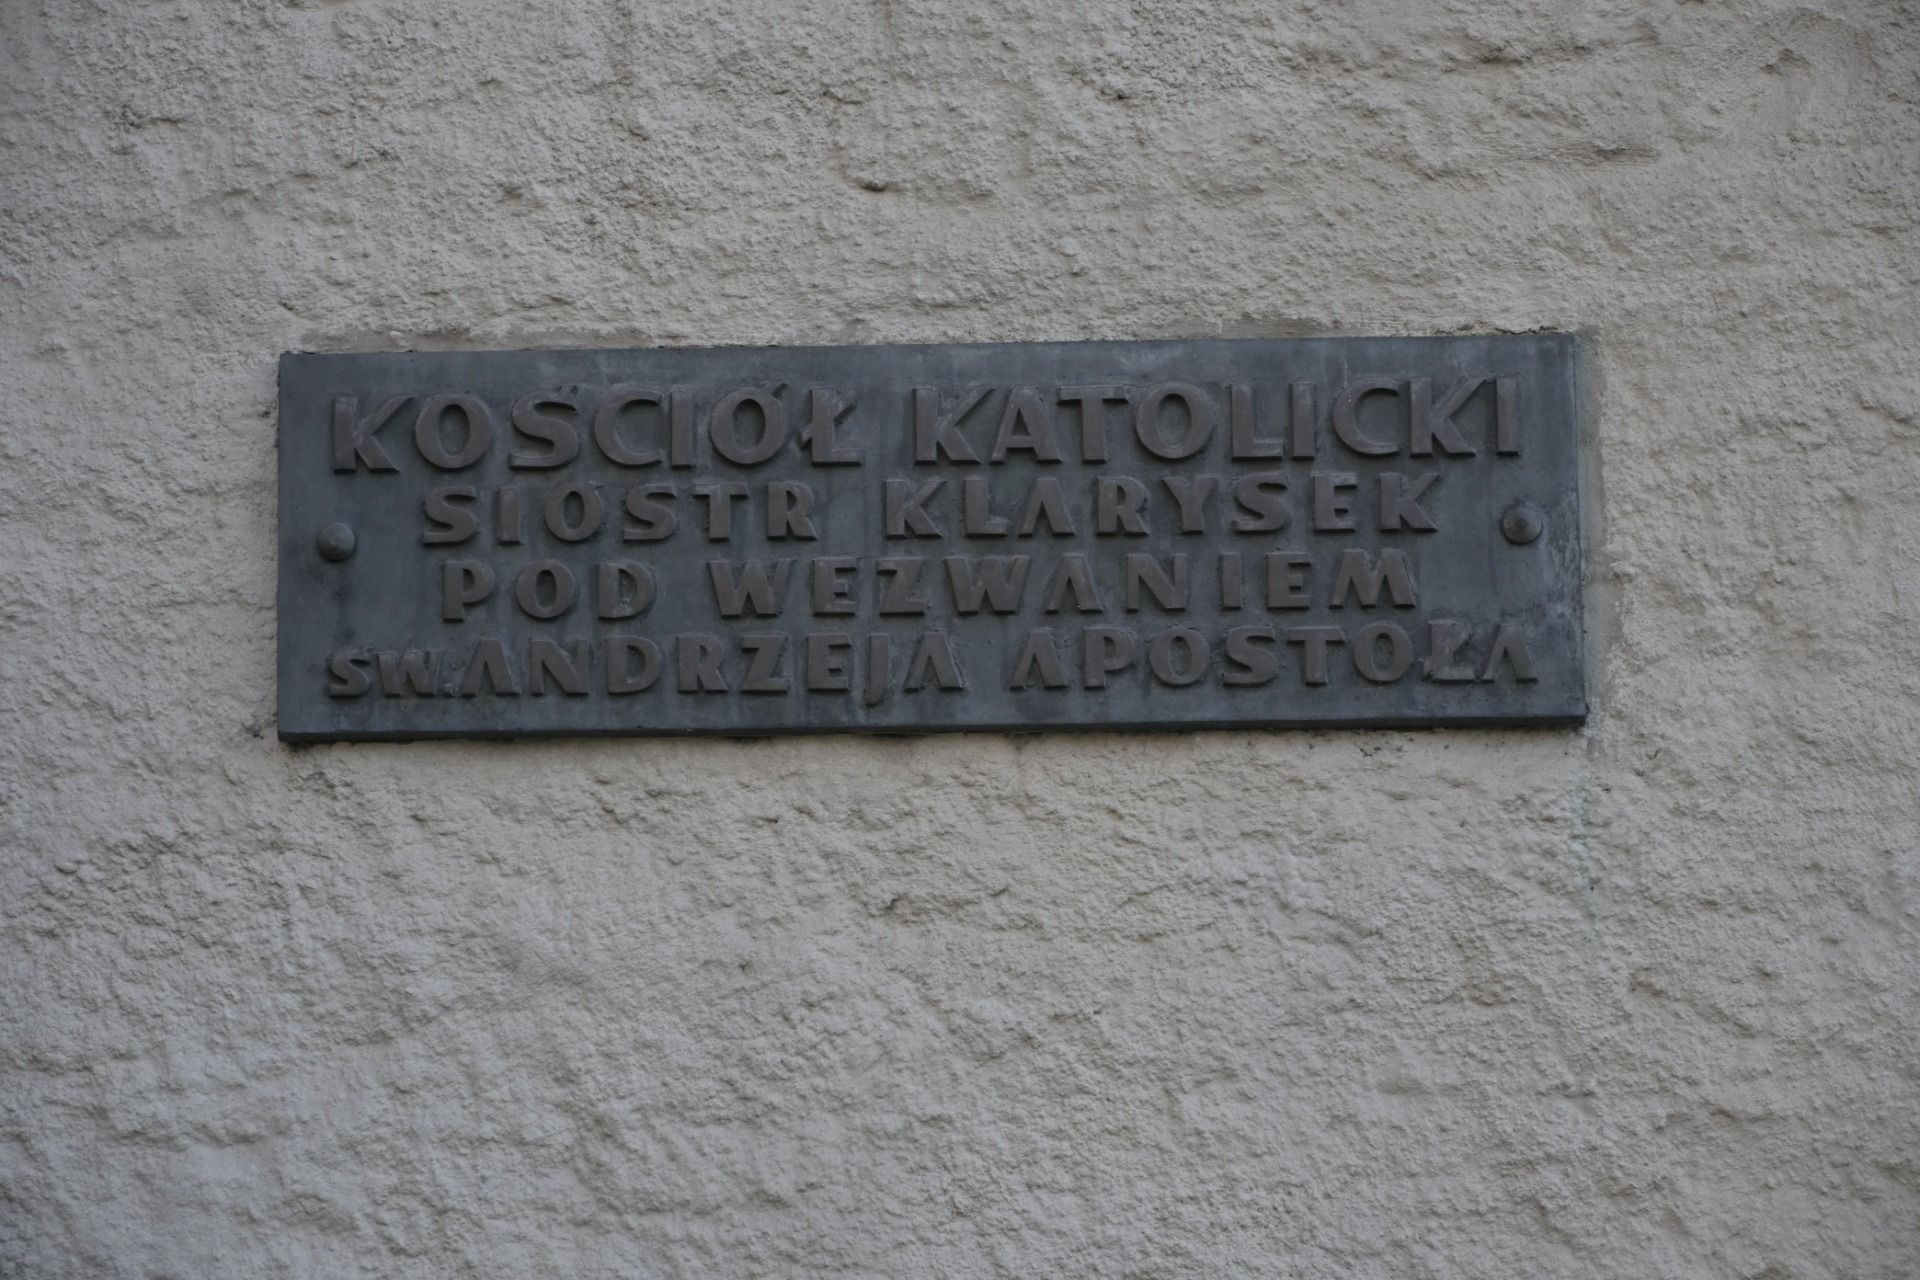 KOŚCIÓŁ KATOLICKI
SIOSTR KLARYSEK
POD WEZWANIEM
ŚW. ANDRZEJA APOSTOŁA